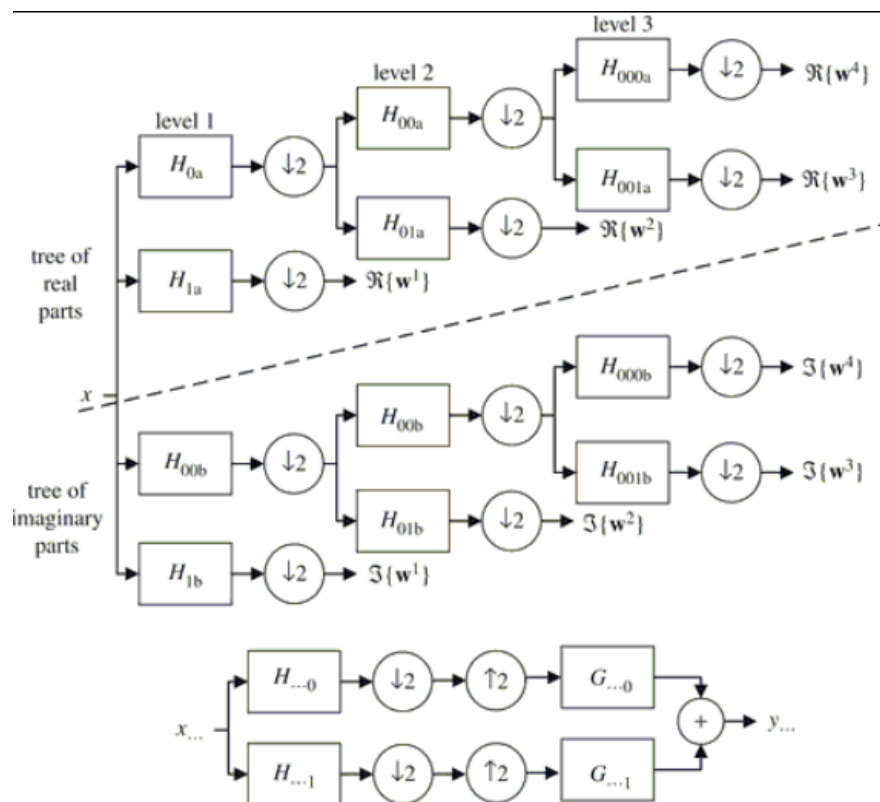 level 3
H000a ↓2 ℜ{w⁴}
level 2
H00a ↓2
level 1
H0a ↓2
H001a ↓2 ℜ{w³}
H01a ↓2 ℜ{w²}
tree of
real
parts
H1a ↓2 ℜ{w¹}
x
H000b ↓2 ℑ{w⁴}
H00b ↓2
H00b ↓2
H001b ↓2 ℑ{w³}
tree of
imaginary
parts
H01b ↓2 ℑ{w²}
H1b ↓2 ℑ{w¹}
H...0 ↓2 ↑2 G...0
x... + y...
H...1 ↓2 ↑2 G...1